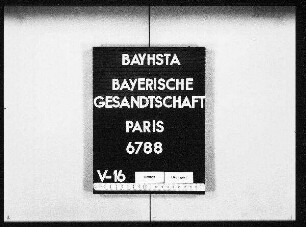 BAYHSTA
BAYERISCHE
GESANDTSCHAFT
PARIS
6788
V-16